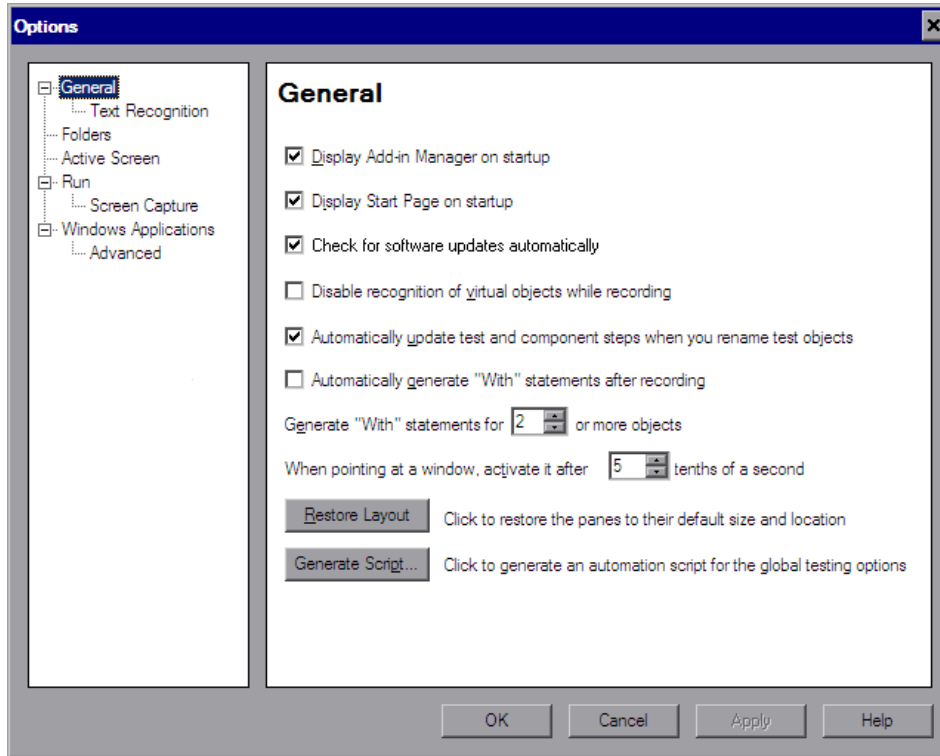 Options
General
Text Recognition
Folders
Active Screen
Run
Screen Capture
Windows Applications
Advanced
General
Display Add-in Manager on startup
Display Start Page on startup
Check for software updates automatically
Disable recognition of virtual objects while recording
Automatically update test and component steps when you rename test objects
Automatically generate "With" statements after recording
Generate "With" statements for 2 or more objects
When pointing at a window, activate it after 5 tenths of a second
Restore Layout Click to restore the panes to their default size and location
Generate Script... Click to generate an automation script for the global testing options
OK Cancel Apply Help